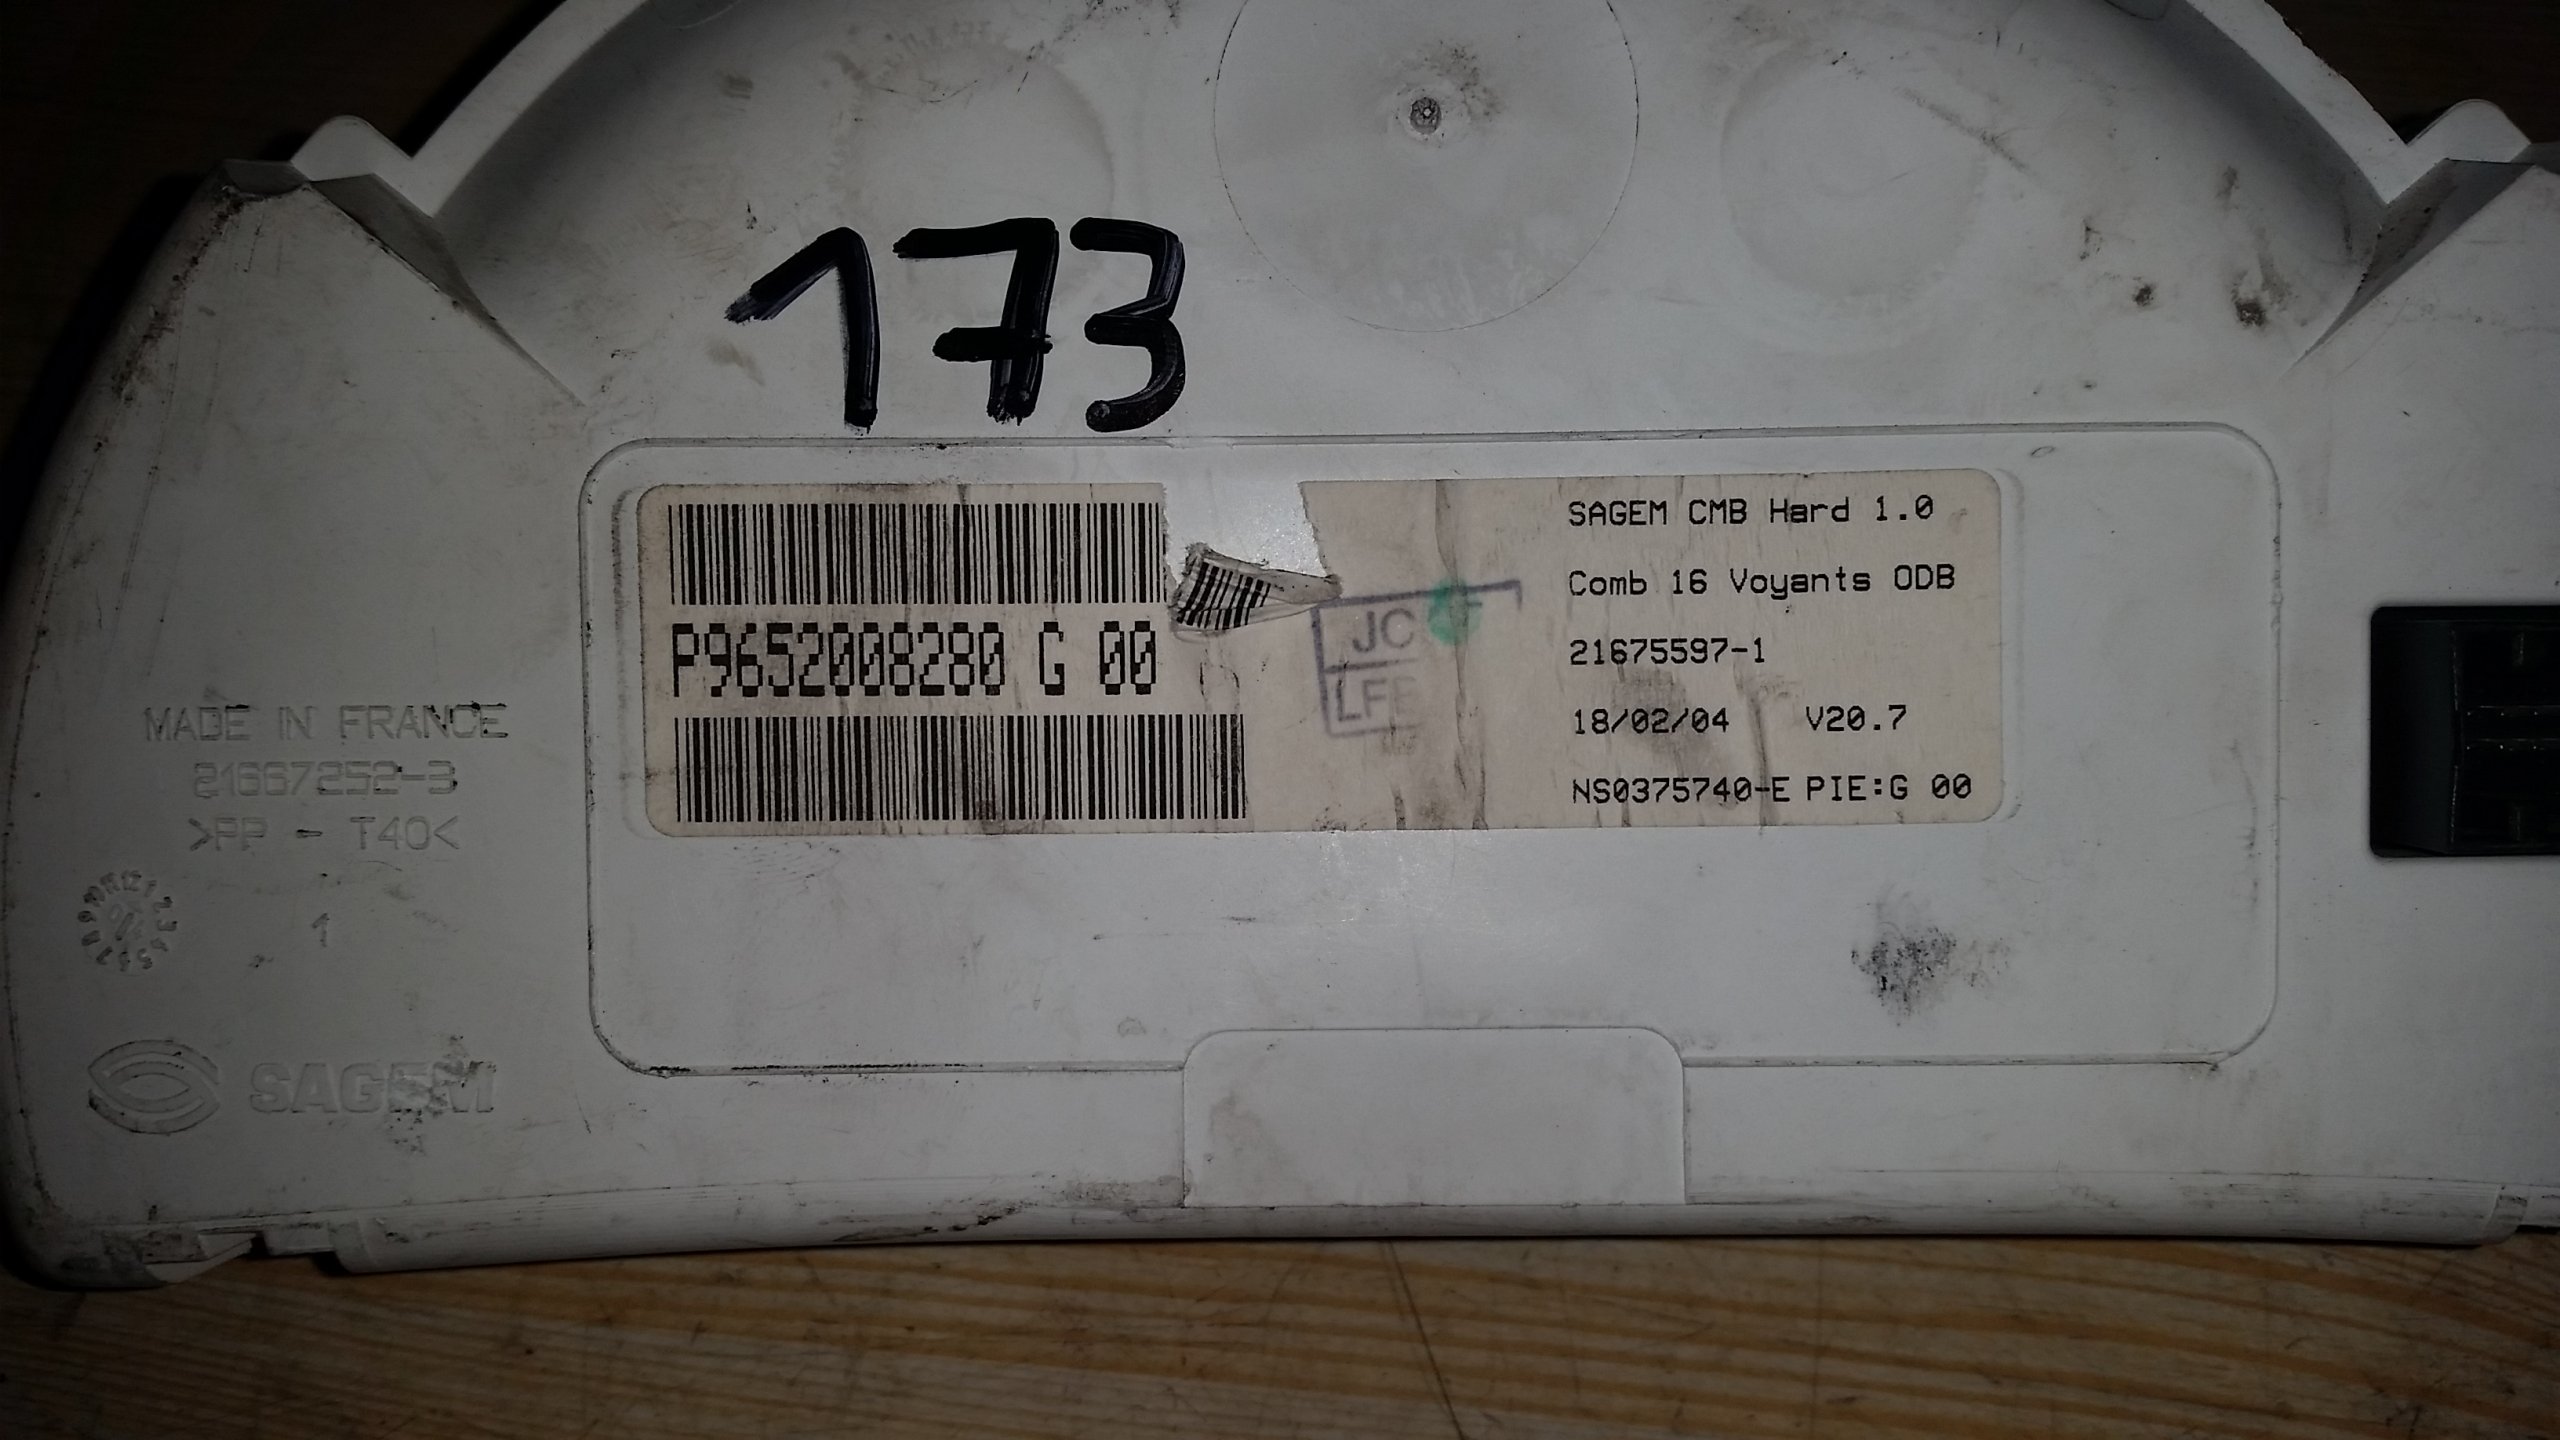 173
SAGEM CMB Hard 1.0
Comb 16 Voyants ODB
P9652008280 G 00
JC
21675597-1
18/02/04 V20.7
NS0375740-E PIE:G 00
MADE IN FRANCE
21667252-3
>PP - T40<
1
SAGEM